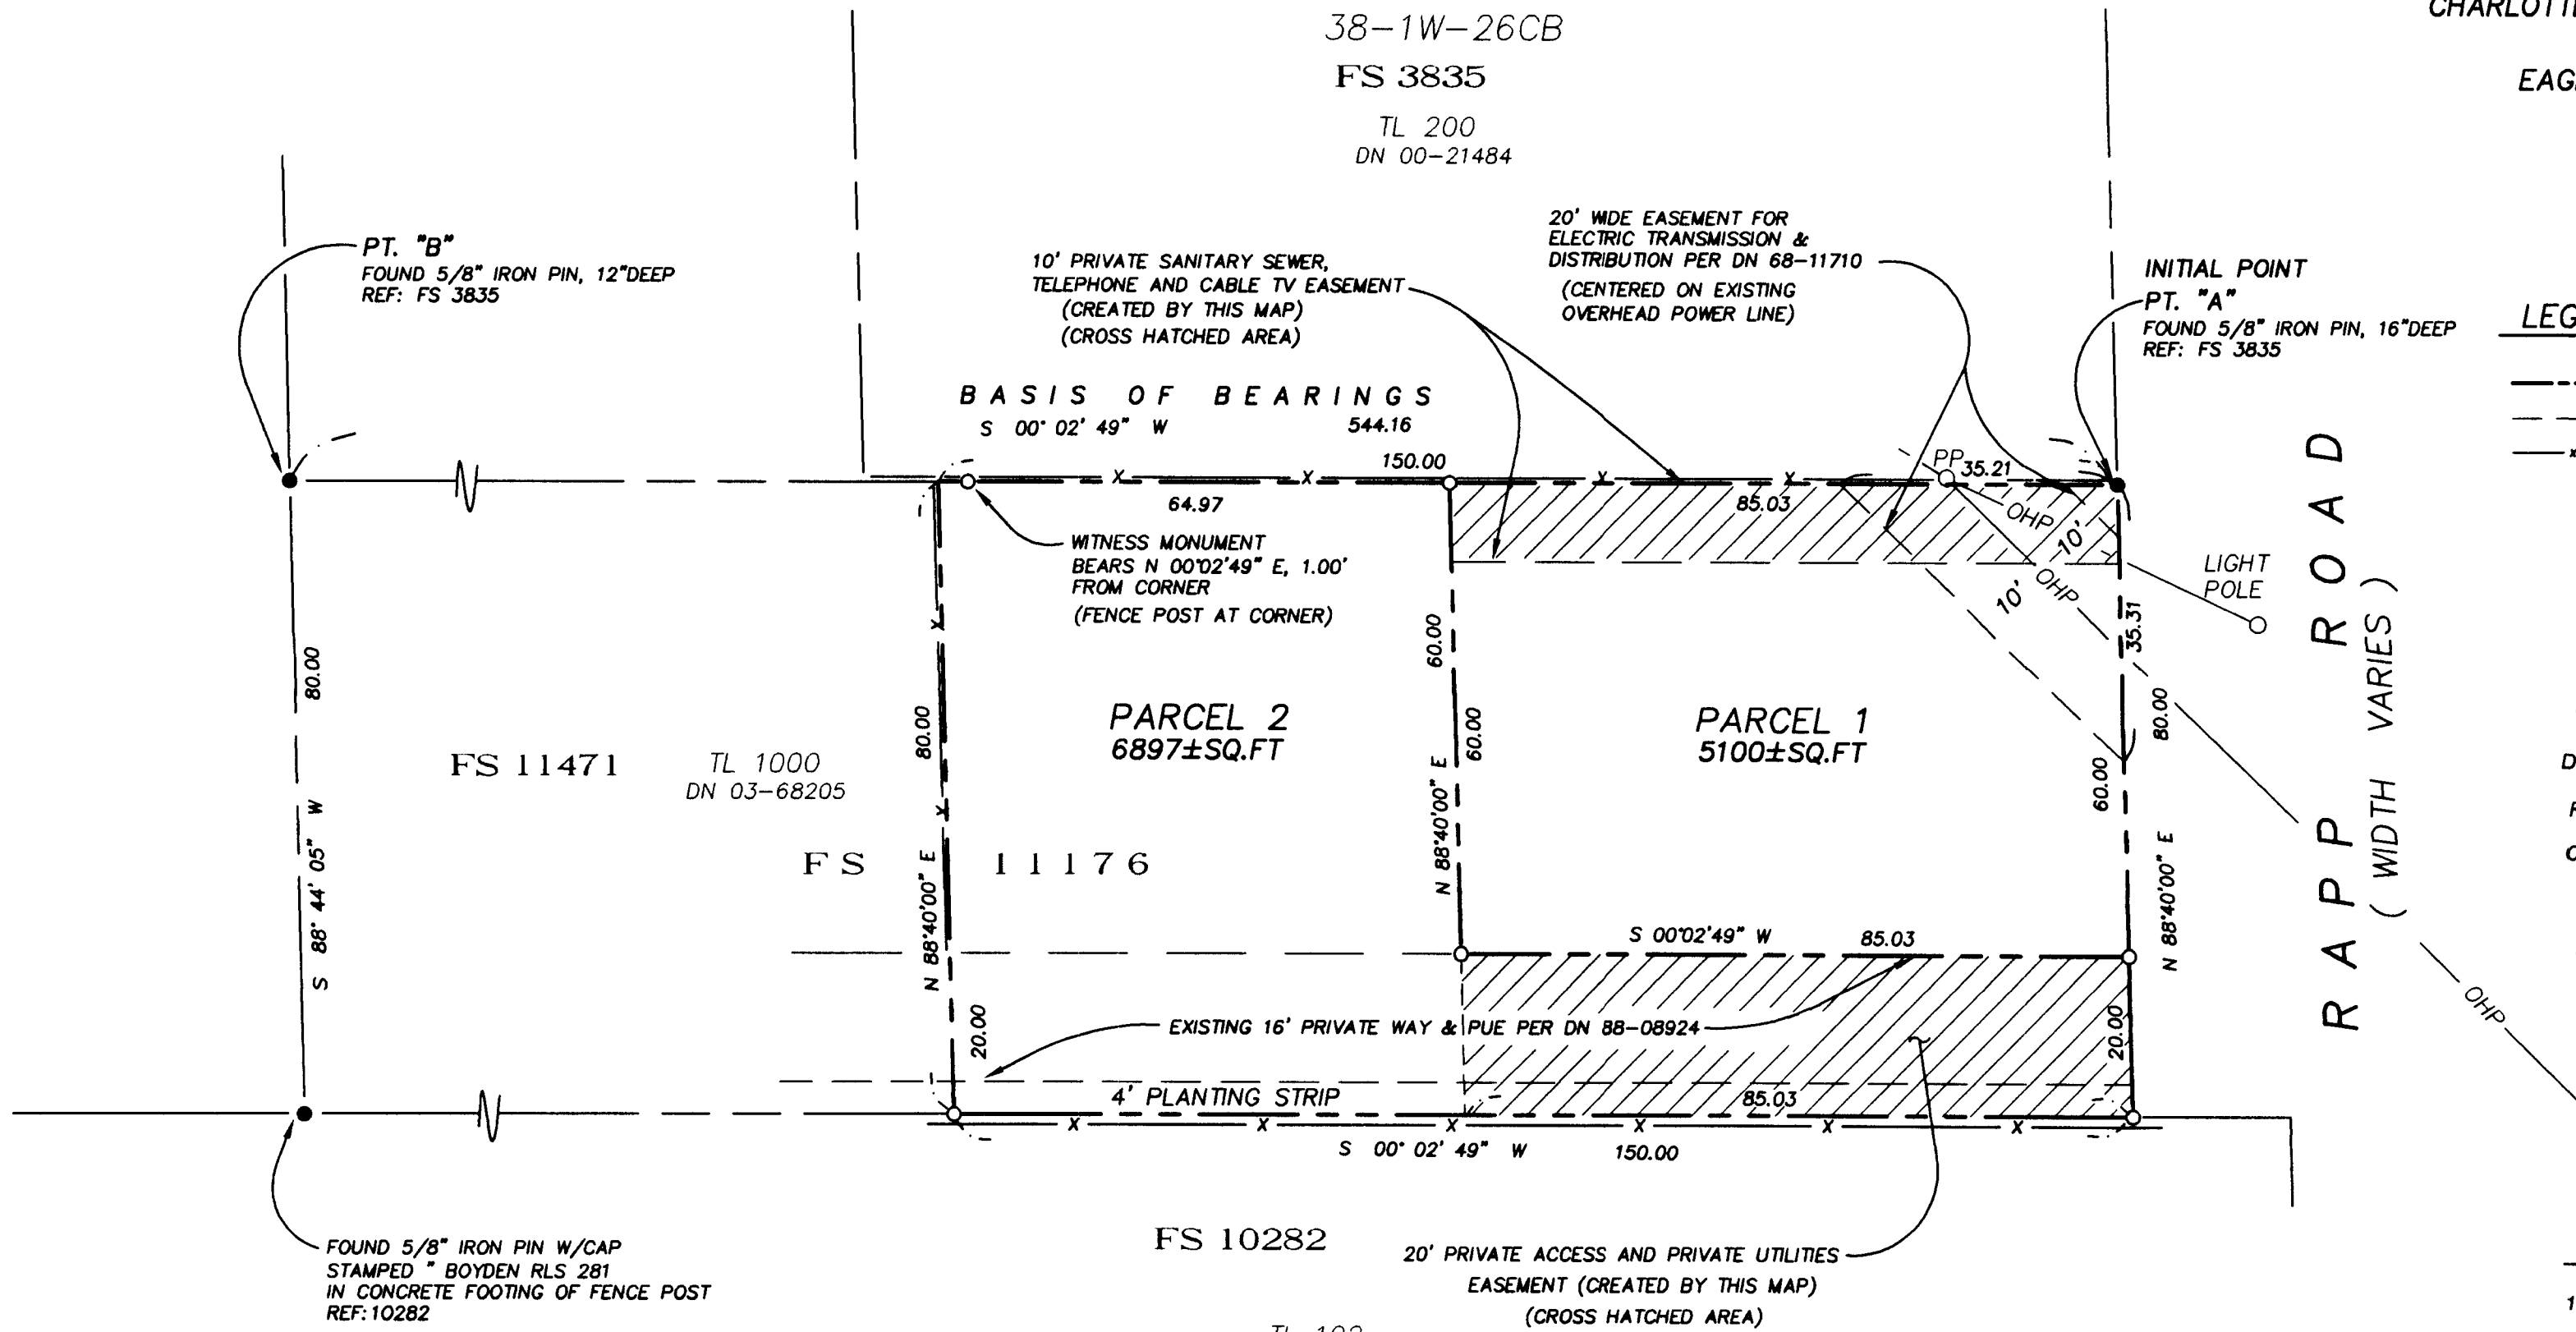 38-1W-26CB
FS 3835
TL 200
DN 00-21484
PT. "B"
FOUND 5/8" IRON PIN, 12"DEEP
REF: FS 3835
10' PRIVATE SANITARY SEWER,
TELEPHONE AND CABLE TV EASEMENT
(CREATED BY THIS MAP)
(CROSS HATCHED AREA)
20' WIDE EASEMENT FOR
ELECTRIC TRANSMISSION &
DISTRIBUTION PER DN 68-11710
(CENTERED ON EXISTING
OVERHEAD POWER LINE)
INITIAL POINT
PT. "A"
FOUND 5/8" IRON PIN, 16"DEEP
REF: FS 3835
BASIS OF BEARINGS
S 00° 02' 49" W 544.16
150.00
PP
35.21
64.97
85.03
OHP
10'
OHP
10'
WITNESS MONUMENT
BEARS N 00°02'49" E, 1.00'
FROM CORNER
(FENCE POST AT CORNER)
LIGHT
POLE
80.00
S 88° 44' 05" W
80.00
N 88°40'00" E
20.00
60.00
60.00
N 88°40'00" E
35.31
80.00
60.00
N 88°40'00" E
20.00
RAPP ROAD
( WIDTH VARIES )
OHP
PARCEL 2
6897±SQ.FT
PARCEL 1
5100±SQ.FT
FS 11471
TL 1000
DN 03-68205
FS 11176
S 00°02'49" W 85.03
EXISTING 16' PRIVATE WAY & PUE PER DN 88-08924
4' PLANTING STRIP
85.03
S 00° 02' 49" W 150.00
FS 10282
FOUND 5/8" IRON PIN W/CAP
STAMPED " BOYDEN RLS 281
IN CONCRETE FOOTING OF FENCE POST
REF: 10282
20' PRIVATE ACCESS AND PRIVATE UTILITIES
EASEMENT (CREATED BY THIS MAP)
(CROSS HATCHED AREA)